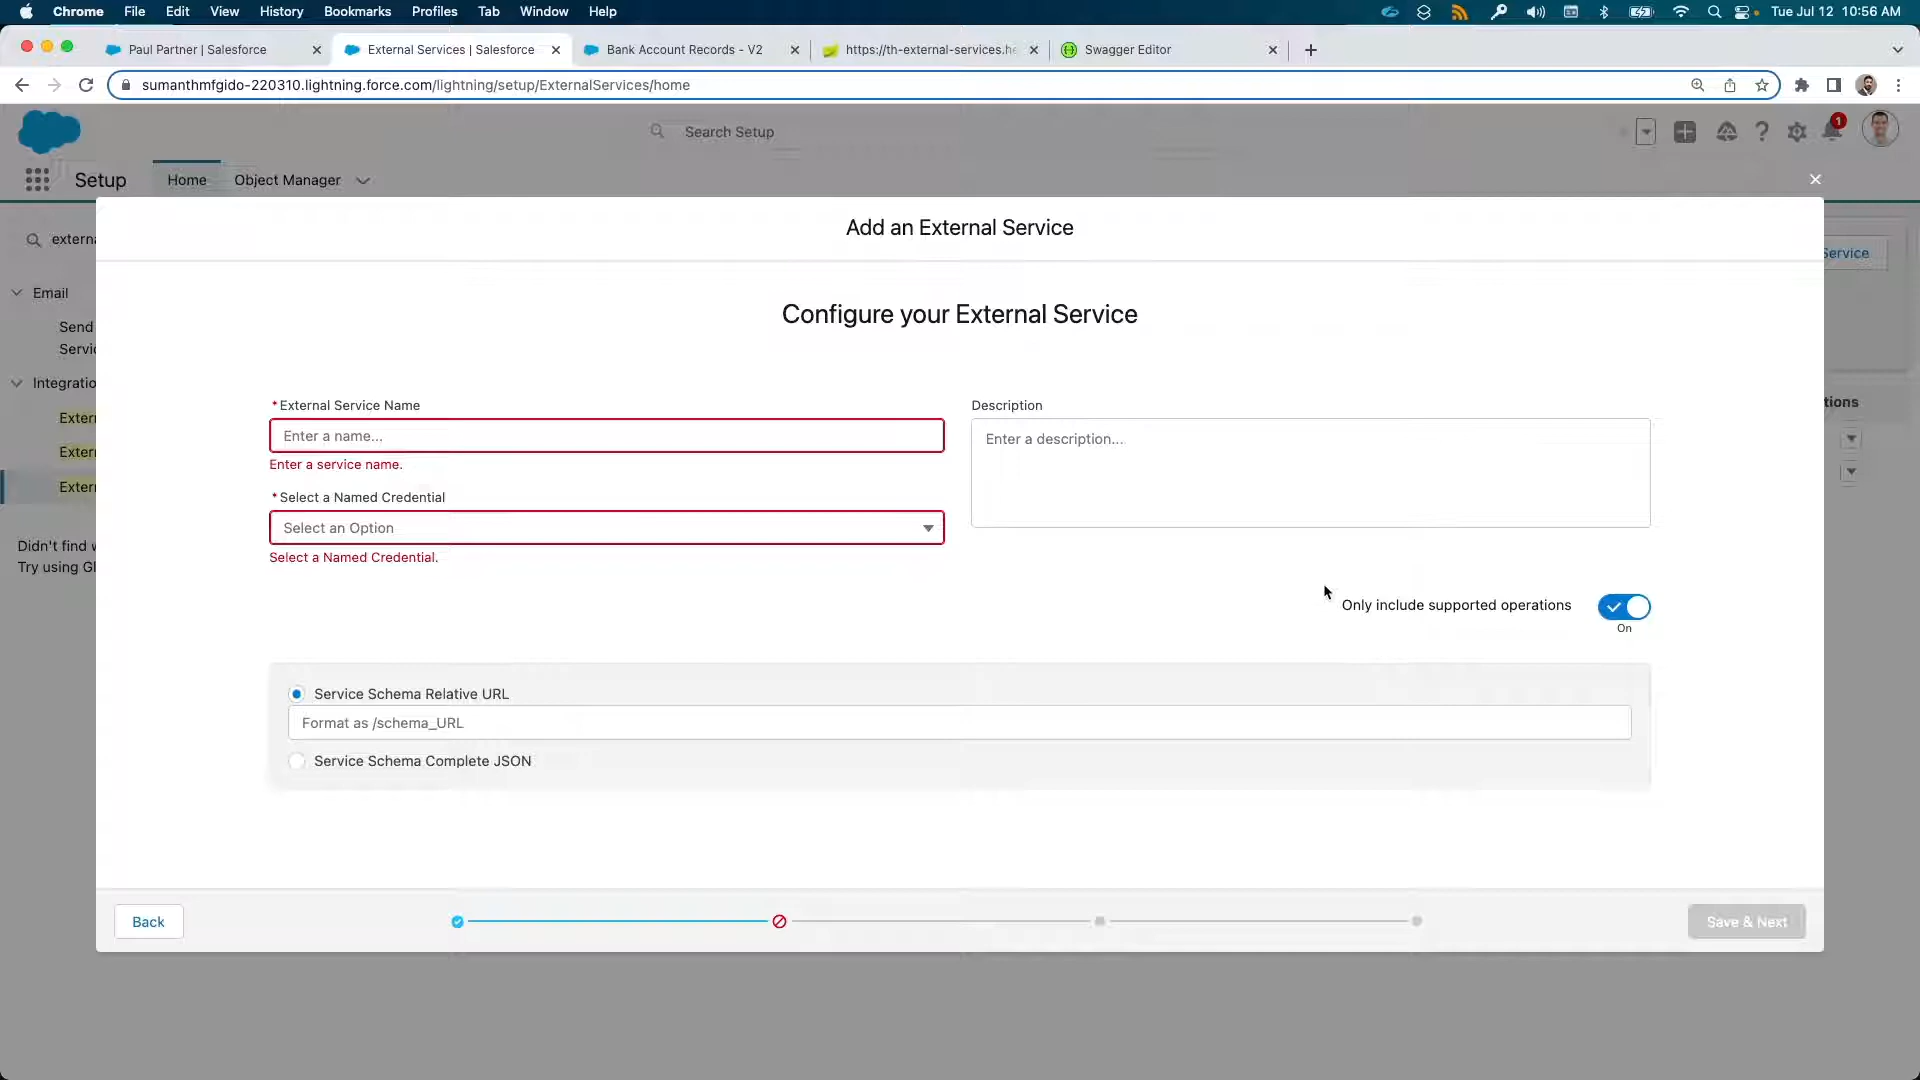 Chrome File Edit View History Bookmarks Profiles Tab Window Help Tue Jul 12 10:56 AM
Paul Partner | Salesforce External Services | Salesforce Bank Account Records - V2 https://th-external-services.he Swagger Editor
sumanthmfgido-220310.lightning.force.com/lightning/setup/ExternalServices/home
Search Setup
1
Setup Home Object Manager
Add an External Service
externa
Service
Email
Configure your External Service
Send
Servic
Integratio
tions
* External Service Name
Description
Extern
Enter a name...
Enter a description...
Extern
Enter a service name.
Extern
* Select a Named Credential
Select an Option
Didn't find w
Select a Named Credential.
Try using Gl
Only include supported operations
On
Service Schema Relative URL
Format as /schema_URL
Service Schema Complete JSON
Back
Save & Next